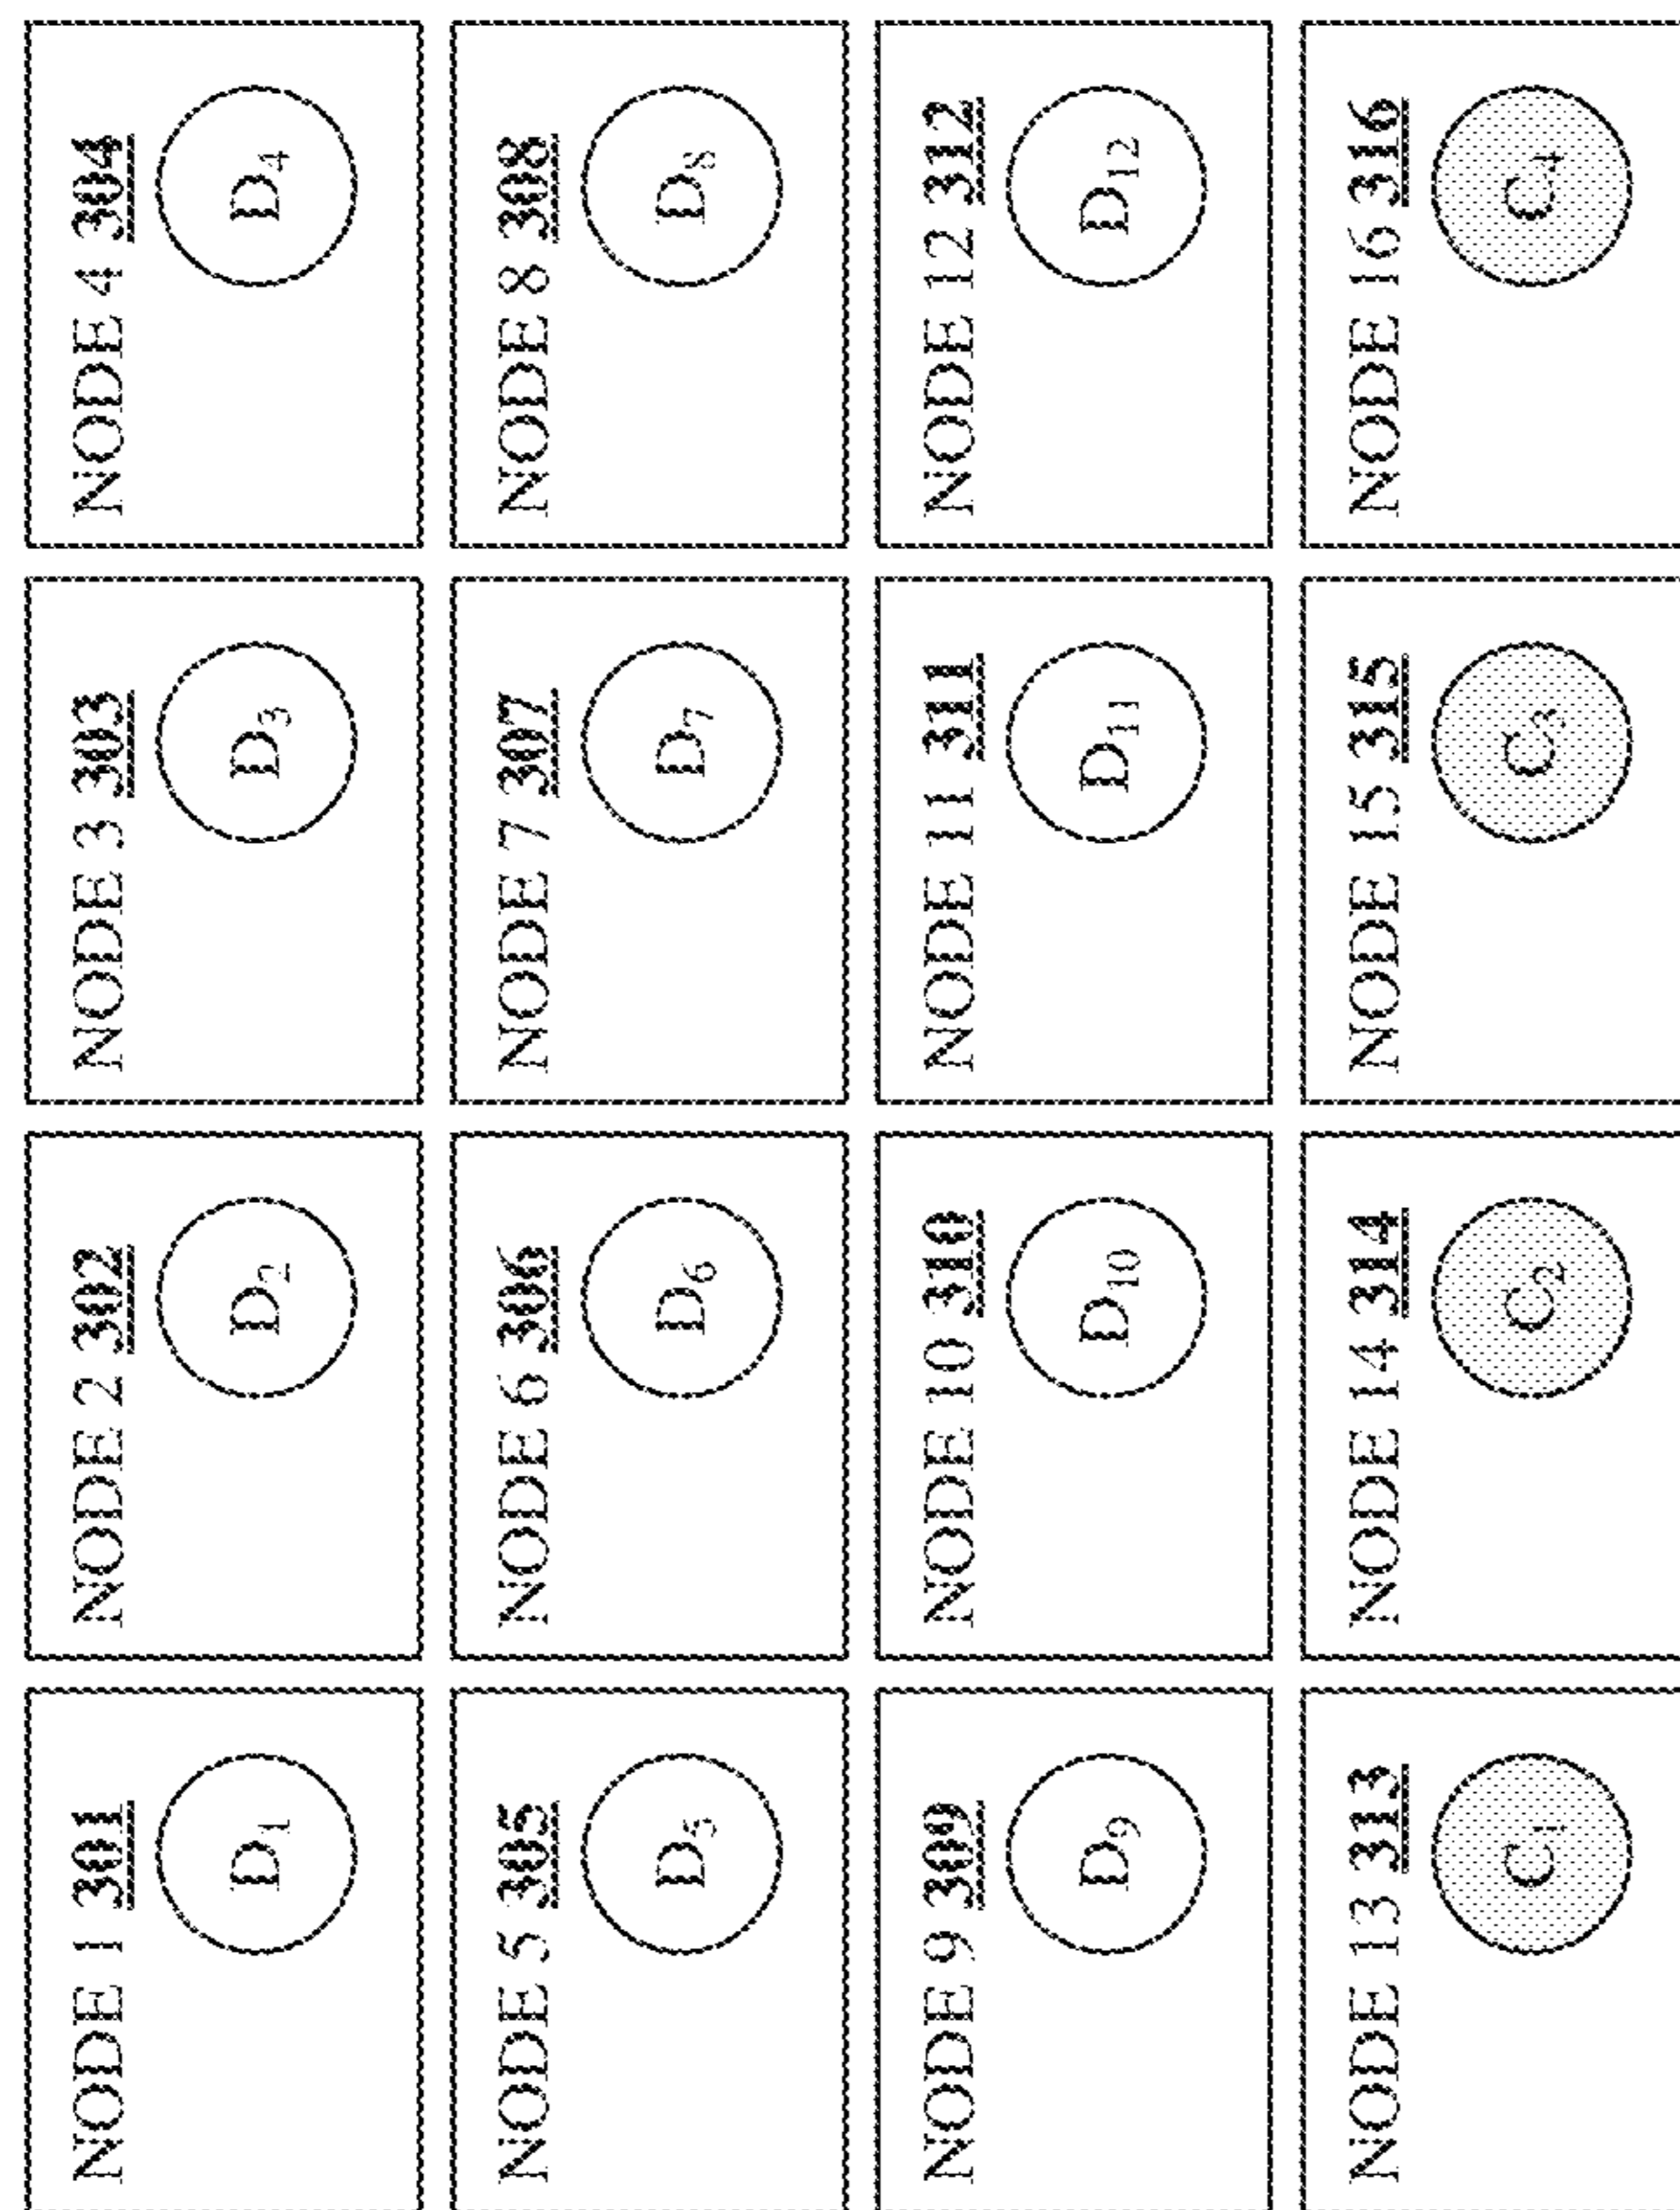 NODE 1 301
D1
NODE 2 302
D2
NODE 3 303
D3
NODE 4 304
D4
NODE 5 305
D5
NODE 6 306
D6
NODE 7 307
D7
NODE 8 308
D8
NODE 9 309
D9
NODE 10 310
D10
NODE 11 311
D11
NODE 12 312
D12
NODE 13 313
C1
NODE 14 314
C2
NODE 15 315
C3
NODE 16 316
C4